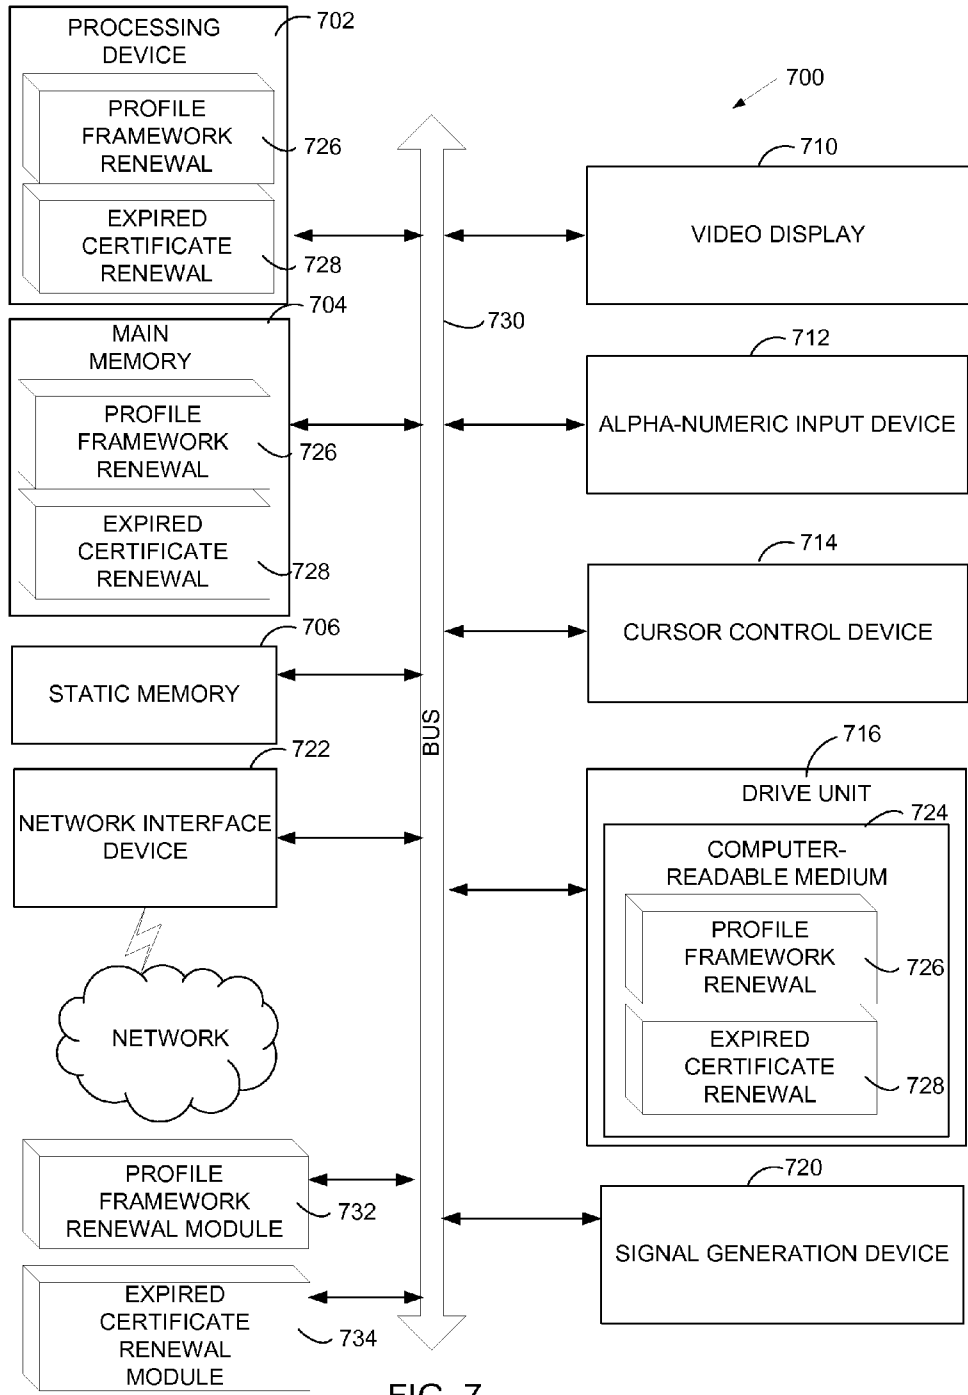 PROCESSING
DEVICE
702
PROFILE
FRAMEWORK
RENEWAL
726
EXPIRED
CERTIFICATE
RENEWAL
728
MAIN
MEMORY
704
PROFILE
FRAMEWORK
RENEWAL
726
EXPIRED
CERTIFICATE
RENEWAL
728
706
STATIC MEMORY
722
NETWORK INTERFACE
DEVICE
NETWORK
PROFILE
FRAMEWORK
RENEWAL MODULE
732
EXPIRED
CERTIFICATE
RENEWAL
MODULE
734
BUS
730
700
710
VIDEO DISPLAY
712
ALPHA-NUMERIC INPUT DEVICE
714
CURSOR CONTROL DEVICE
716
DRIVE UNIT
724
COMPUTER-
READABLE MEDIUM
PROFILE
FRAMEWORK
RENEWAL
726
EXPIRED
CERTIFICATE
RENEWAL
728
720
SIGNAL GENERATION DEVICE
FIG. 7